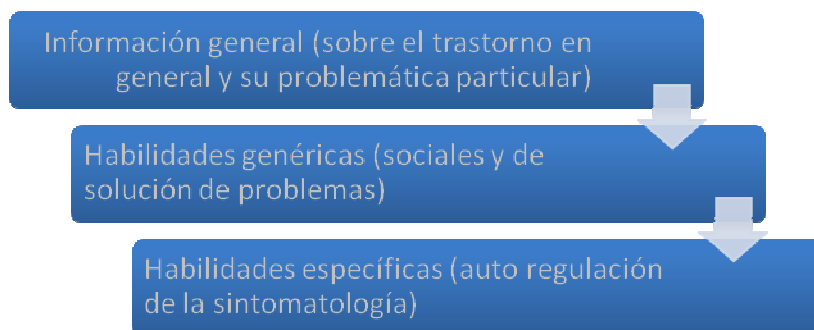 Información general (sobre el trastorno en
general y su problemática particular)
Habilidades genéricas (sociales y de
solución de problemas)
Habilidades específicas (auto regulación
de la sintomatología)